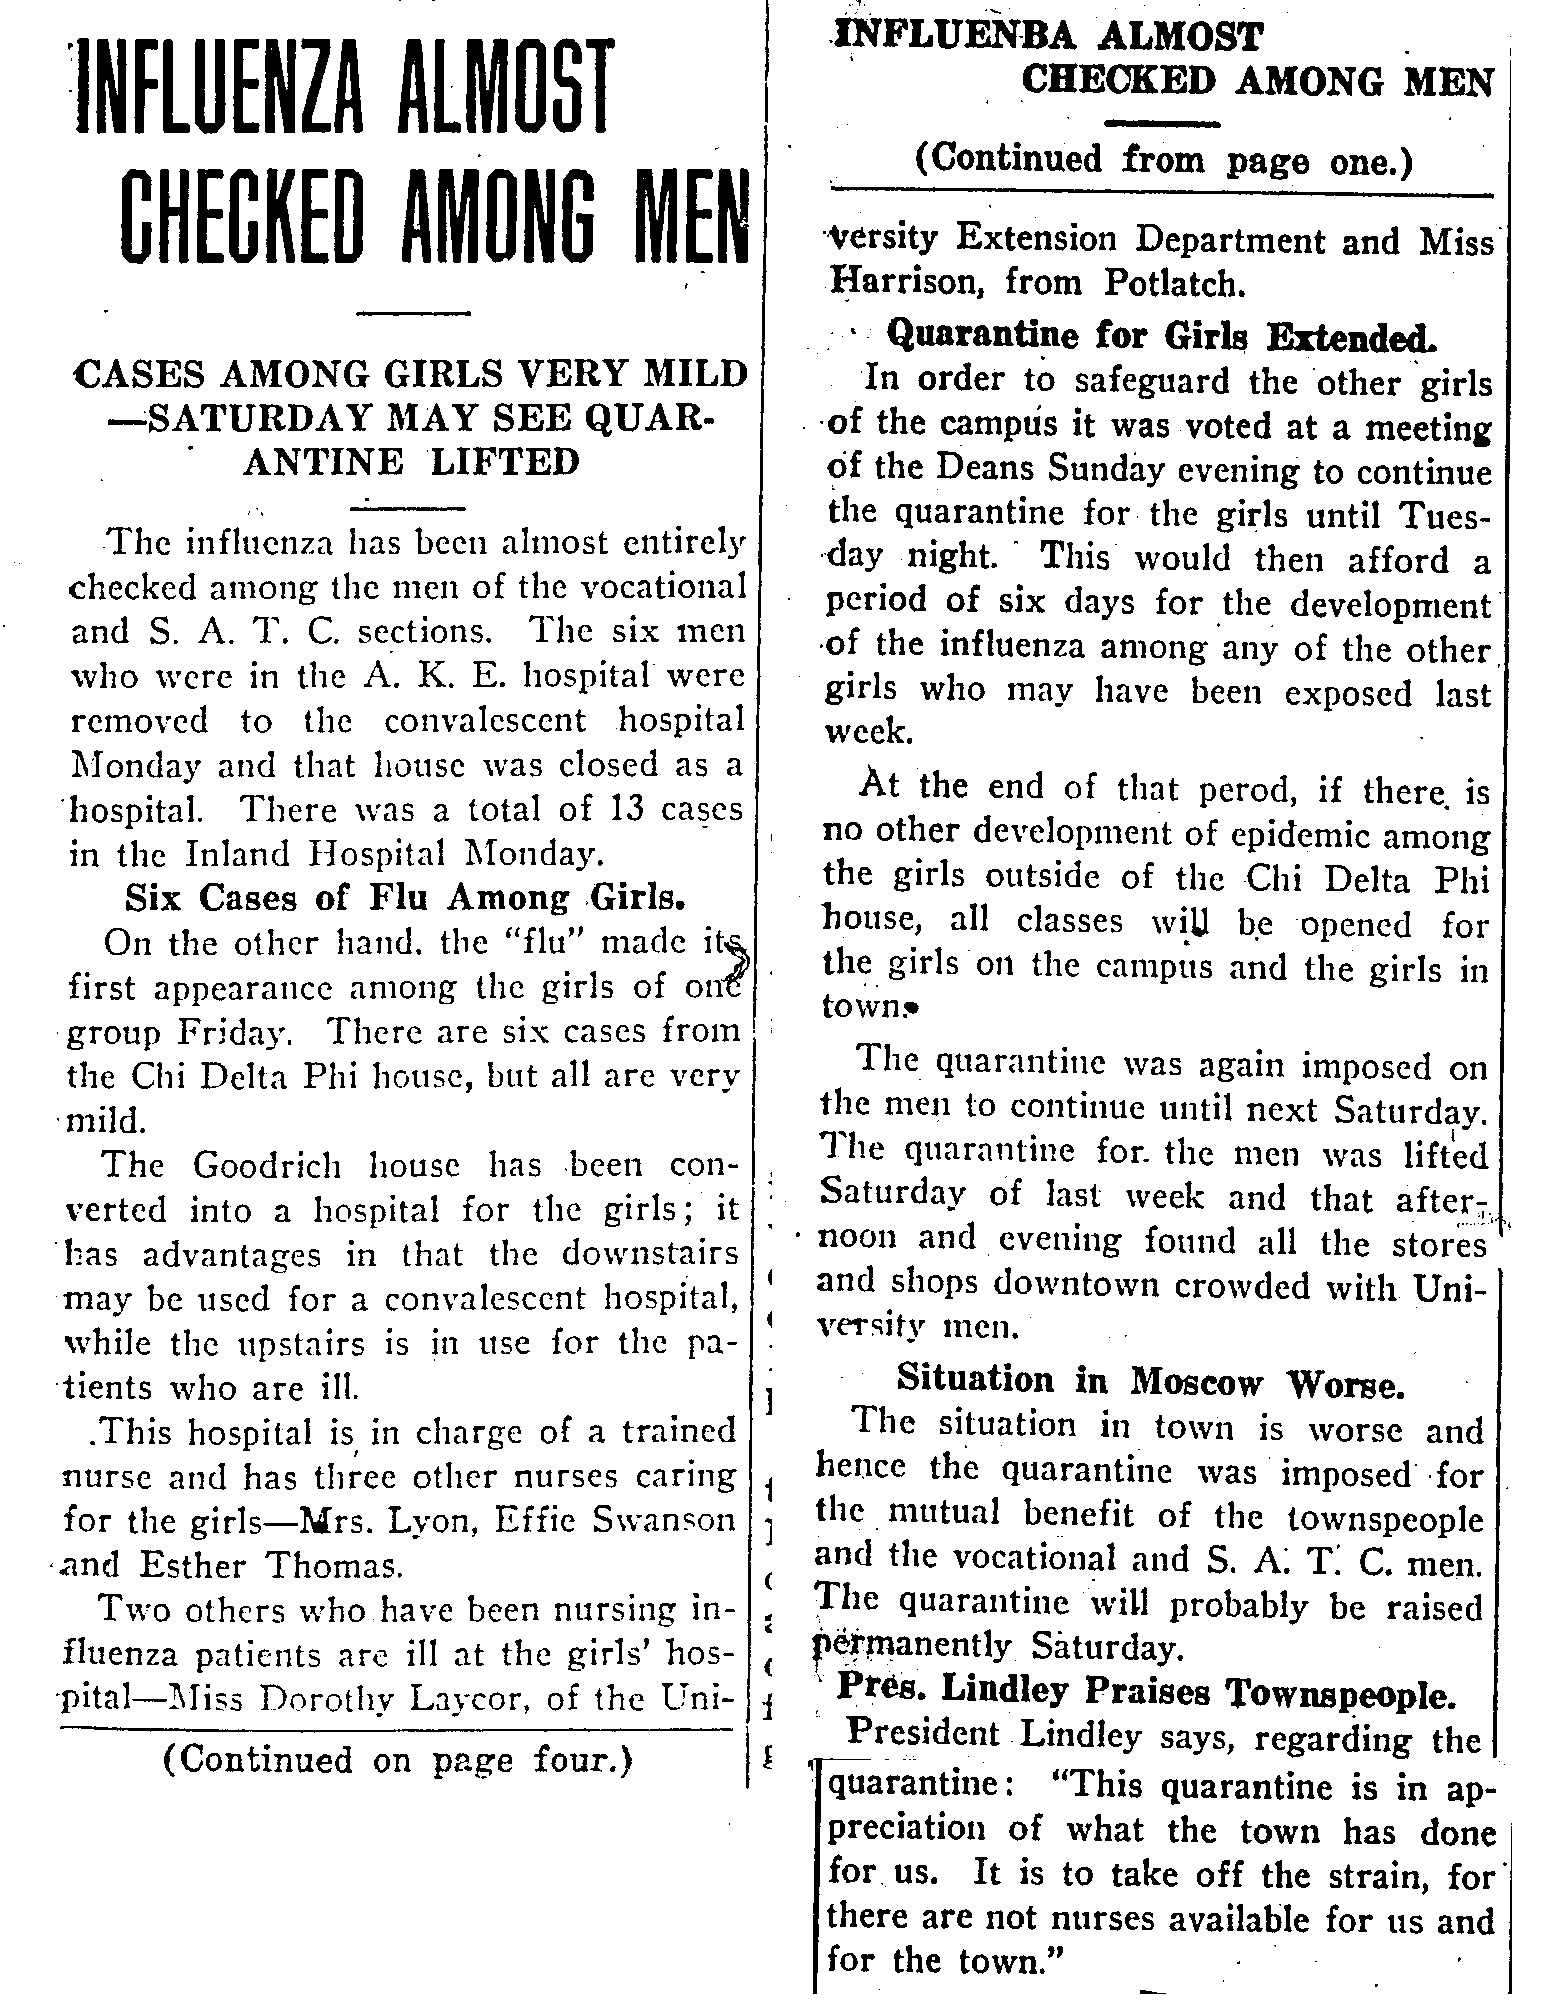 INFLUENZA ALMOST
CHECKED AMONG MEN
CASES AMONG GIRLS VERY MILD
—SATURDAY MAY SEE QUAR-
ANTINE LIFTED
The influenza has been almost entirely
checked among the men of the vocational
and S. A. T. C. sections. The six men
who were in the A. K. E. hospital were
removed to the convalescent hospital
Monday and that house was closed as a
hospital. There was a total of 13 cases
in the Inland Hospital Monday.
Six Cases of Flu Among Girls.
On the other hand, the "flu" made its
first appearance among the girls of one
group Friday. There are six cases from
the Chi Delta Phi house, but all are very
mild.
The Goodrich house has been con-
verted into a hospital for the girls; it
has advantages in that the downstairs
may be used for a convalescent hospital,
while the upstairs is in use for the pa-
tients who are ill.
This hospital is in charge of a trained
nurse and has three other nurses caring
for the girls—Mrs. Lyon, Effie Swanson
and Esther Thomas.
Two others who have been nursing in-
fluenza patients are ill at the girls' hos-
pital—Miss Dorothy Laycor, of the Uni-
(Continued on page four.)
INFLUENBA ALMOST
CHECKED AMONG MEN
(Continued from page one.)
versity Extension Department and Miss
Harrison, from Potlatch.
Quarantine for Girls Extended.
In order to safeguard the other girls
of the campus it was voted at a meeting
of the Deans Sunday evening to continue
the quarantine for the girls until Tues-
day night. This would then afford a
period of six days for the development
of the influenza among any of the other
girls who may have been exposed last
week.
At the end of that perod, if there is
no other development of epidemic among
the girls outside of the Chi Delta Phi
house, all classes will be opened for
the girls on the campus and the girls in
town.
The quarantine was again imposed on
the men to continue until next Saturday.
The quarantine for the men was lifted
Saturday of last week and that after-
noon and evening found all the stores
and shops downtown crowded with Uni-
versity men.
Situation in Moscow Worse.
The situation in town is worse and
hence the quarantine was imposed for
the mutual benefit of the townspeople
and the vocational and S. A. T. C. men.
The quarantine will probably be raised
permanently Saturday.
Pres. Lindley Praises Townspeople.
President Lindley says, regarding the
quarantine: "This quarantine is in ap-
preciation of what the town has done
for us. It is to take off the strain, for
there are not nurses available for us and
for the town."